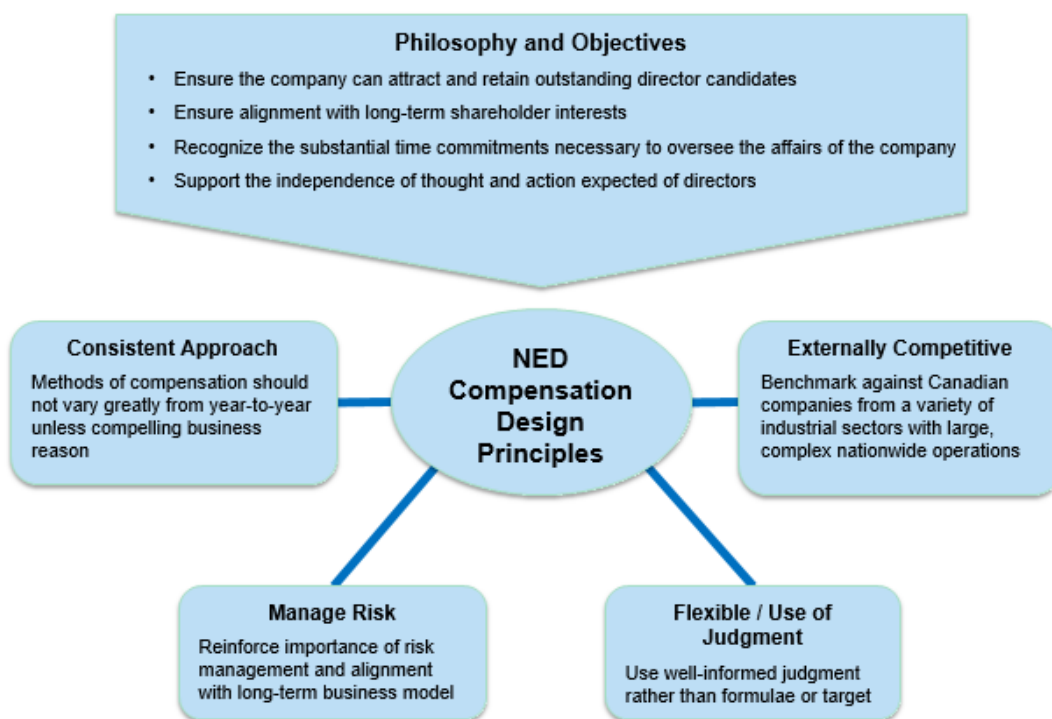 Philosophy and Objectives
• Ensure the company can attract and retain outstanding director candidates
• Ensure alignment with long-term shareholder interests
• Recognize the substantial time commitments necessary to oversee the affairs of the company
• Support the independence of thought and action expected of directors
NED
Compensation
Design
Principles
Consistent Approach
Methods of compensation should
not vary greatly from year-to-year
unless compelling business
reason
Externally Competitive
Benchmark against Canadian
companies from a variety of
industrial sectors with large,
complex nationwide operations
Manage Risk
Reinforce importance of risk
management and alignment
with long-term business model
Flexible / Use of
Judgment
Use well-informed judgment
rather than formulae or target